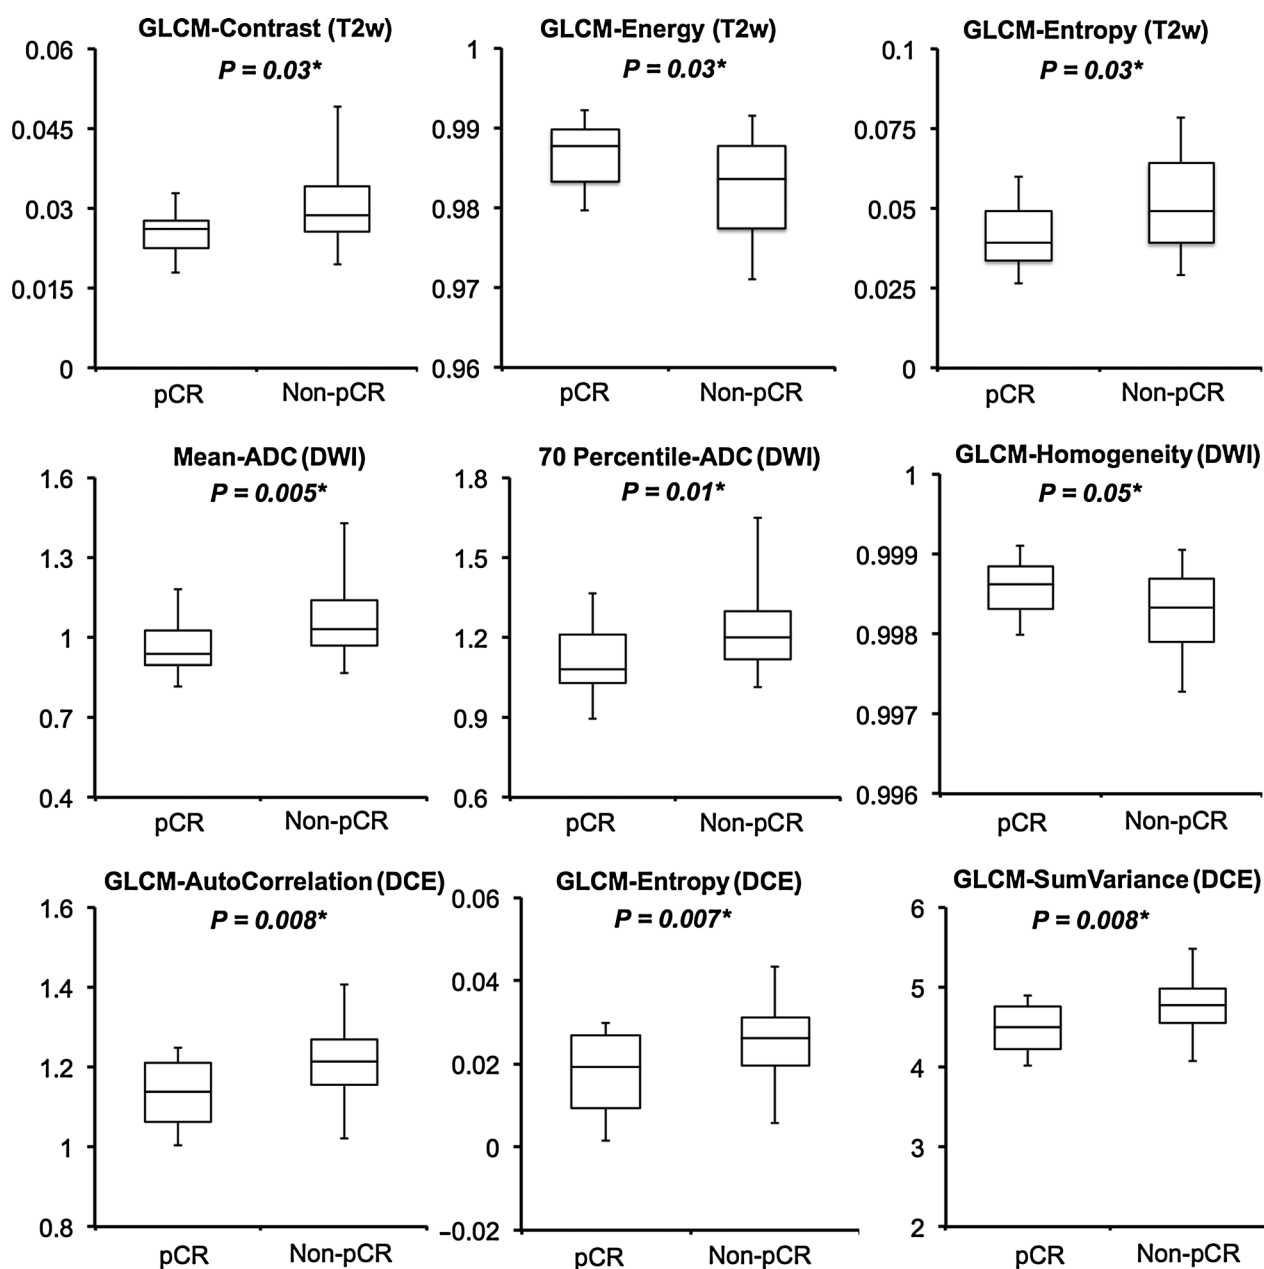 GLCM-Contrast (T2w)
P = 0.03*
0.06
0.045
0.03
0.015
0
pCR
Non-pCR
GLCM-Energy (T2w)
P = 0.03*
1
0.99
0.98
0.97
0.96
pCR
Non-pCR
GLCM-Entropy (T2w)
P = 0.03*
0.1
0.075
0.05
0.025
0
pCR
Non-pCR
Mean-ADC (DWI)
P = 0.005*
1.6
1.3
1
0.7
0.4
pCR
Non-pCR
70 Percentile-ADC (DWI)
P = 0.01*
1.8
1.5
1.2
0.9
0.6
pCR
Non-pCR
GLCM-Homogeneity (DWI)
P = 0.05*
1
0.999
0.998
0.997
0.996
pCR
Non-pCR
GLCM-AutoCorrelation (DCE)
P = 0.008*
1.6
1.4
1.2
1
0.8
pCR
Non-pCR
GLCM-Entropy (DCE)
P = 0.007*
0.06
0.04
0.02
0
−0.02
pCR
Non-pCR
GLCM-SumVariance (DCE)
P = 0.008*
6
5
4
3
2
pCR
Non-pCR